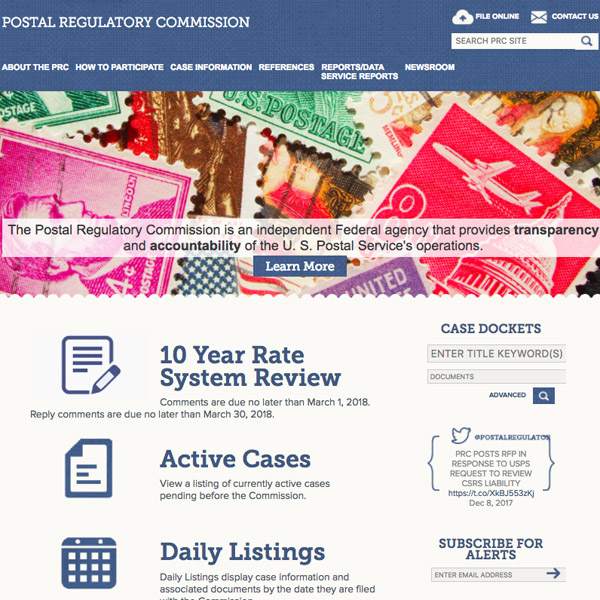 POSTAL REGULATORY COMMISSION
FILE ONLINE
CONTACT US
SEARCH PRC SITE
ABOUT THE PRC
HOW TO PARTICIPATE
CASE INFORMATION
REFERENCES
REPORTS/DATA
SERVICE REPORTS
NEWSROOM
STAGE
U.S. POSTAGE
LINCOLN
4¢
8
UNITED
The Postal Regulatory Commission is an independent Federal agency that provides transparency
and accountability of the U. S. Postal Service's operations.
Learn More
10 Year Rate
System Review
Comments are due no later than March 1, 2018.
Reply comments are due no later than March 30, 2018.
Active Cases
View a listing of currently active cases
pending before the Commission.
Daily Listings
Daily Listings display case information and
associated documents by the date they are filed
with the Commission.
CASE DOCKETS
ENTER TITLE KEYWORD(S)
DOCUMENTS
ADVANCED
@POSTALREGULATOR
PRC POSTS RFP IN
RESPONSE TO USPS
REQUEST TO REVIEW
CSRS LIABILITY
https://t.co/XkBJ553zKj
Dec 8, 2017
SUBSCRIBE FOR
ALERTS
ENTER EMAIL ADDRESS